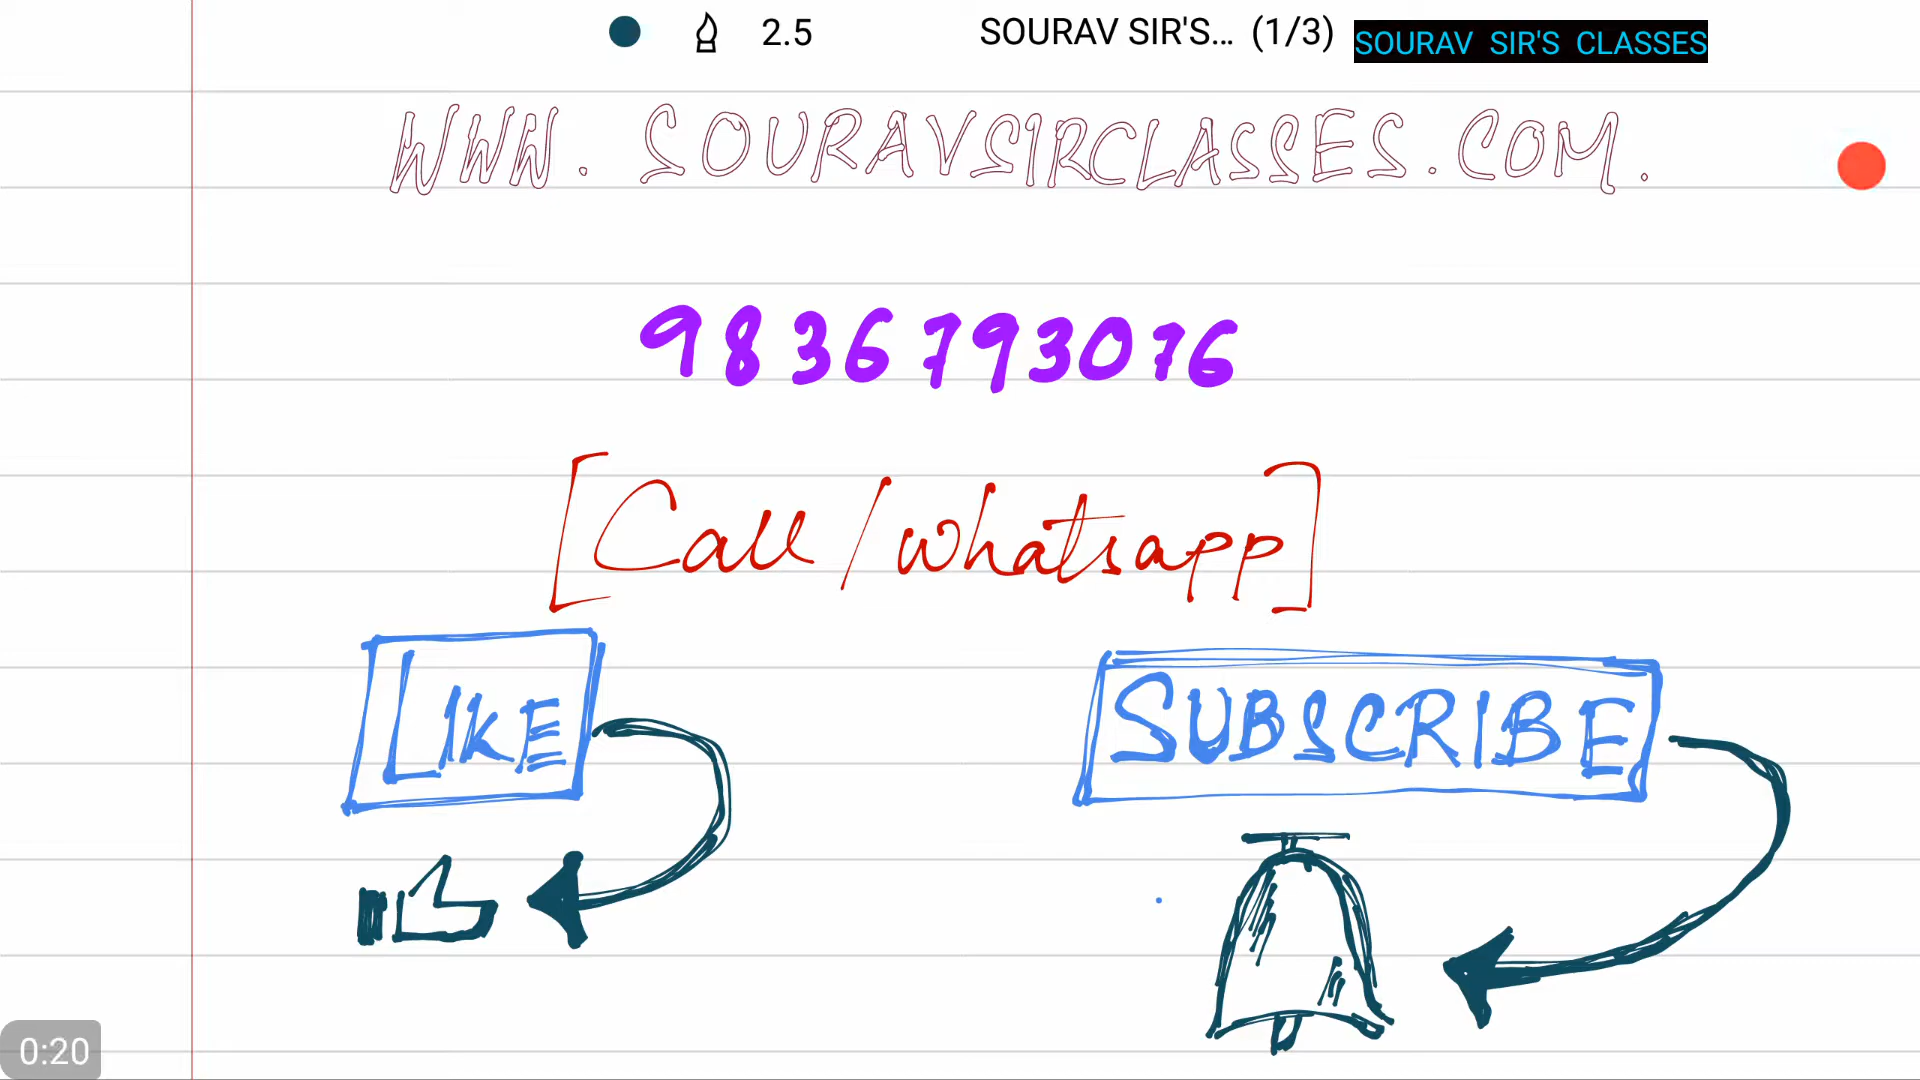 2.5 SOURAV SIR'S... (1/3) SOURAV SIR'S CLASSES
WWW. SOURAVSIRCLASSES.COM.
9836793076
[Call/whatsapp]
LIKE SUBSCRIBE
0:20